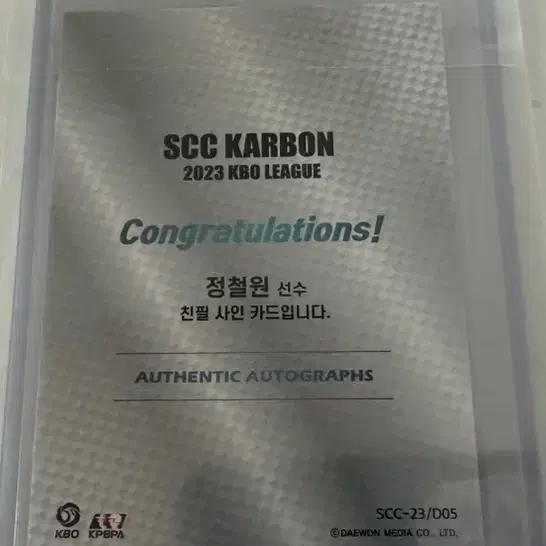 SCC KARBON
2023 KBO LEAGUE
Congratulations!
정철원 선수
친필 사인 카드입니다.
AUTHENTIC AUTOGRAPHS
SCC-23/D05
KBO KPBPA
©DAEWON MEDIA CO., LTD.